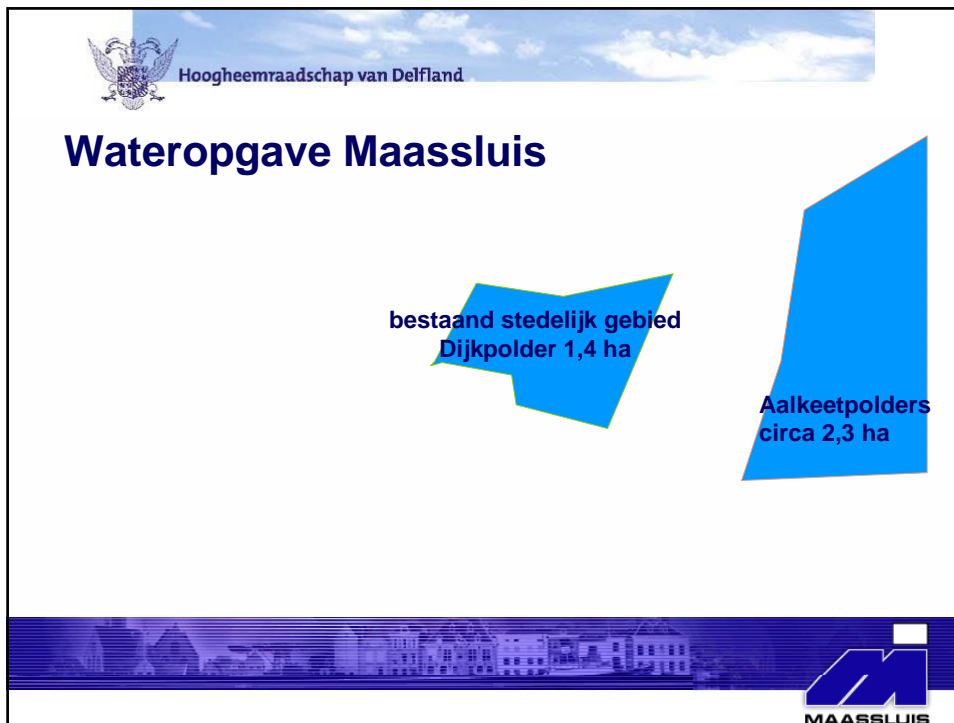 Hoogheemraadschap van Delfland
Wateropgave Maassluis
bestaand stedelijk gebied
Dijkpolder 1,4 ha
Aalkeetpolders
circa 2,3 ha
MAASSLUIS